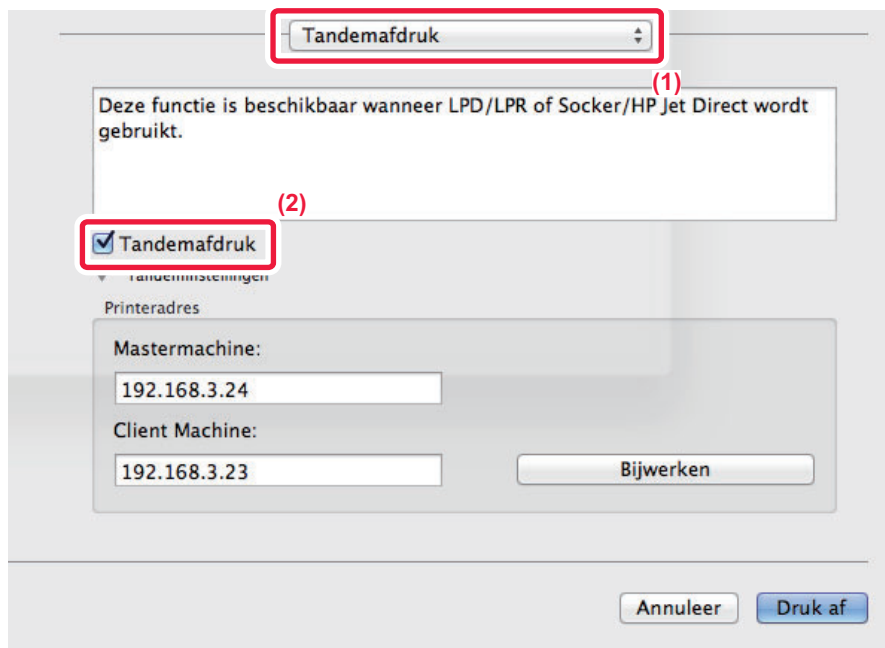 Tandemafdruk
(1)
Deze functie is beschikbaar wanneer LPD/LPR of Socker/HP Jet Direct wordt
gebruikt.
(2)
Tandemafdruk
Tandeminstellingen
Printeradres
Mastermachine:
192.168.3.24
Client Machine:
192.168.3.23
Bijwerken
Annuleer
Druk af